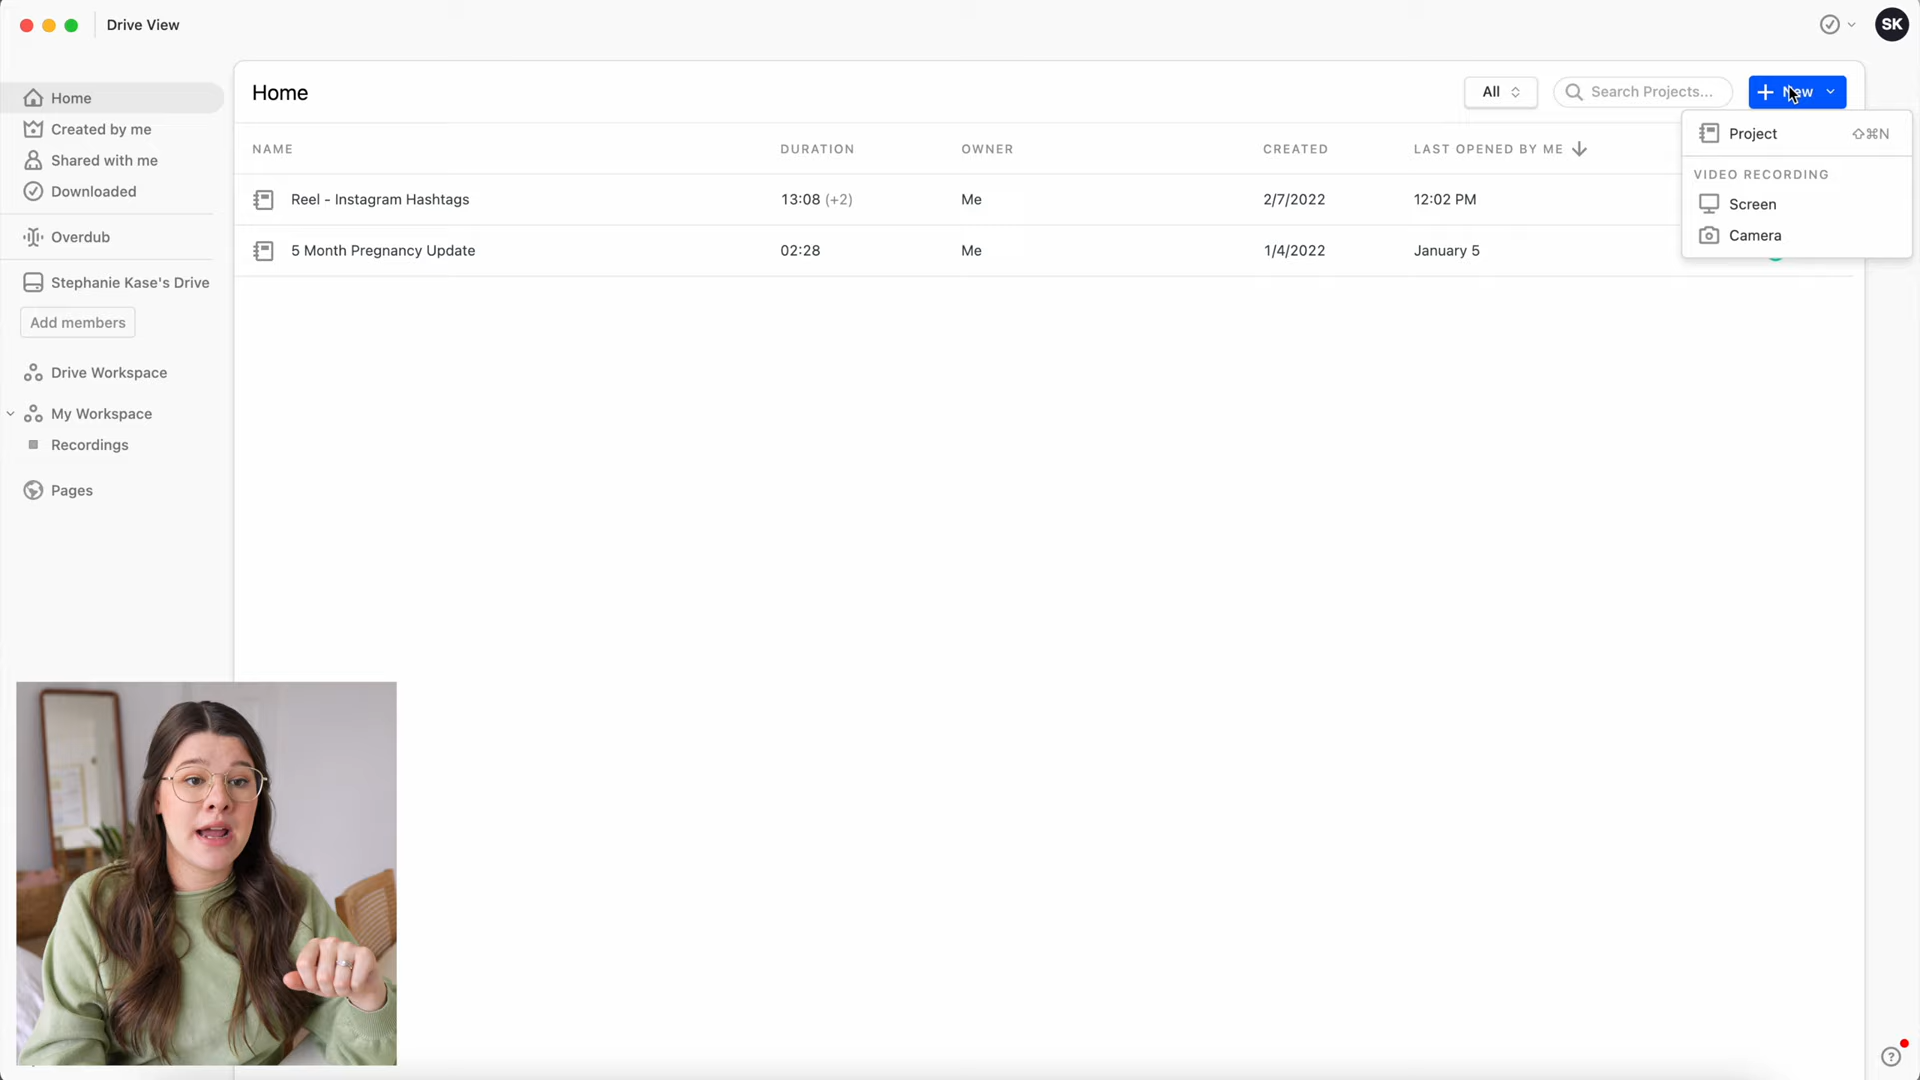 Drive View
SK
Home
Created by me
Shared with me
Downloaded
Overdub
Stephanie Kase's Drive
Add members
Drive Workspace
My Workspace
Recordings
Pages
Home
All
Search Projects...
New
Project ⇧⌘N
VIDEO RECORDING
Screen
Camera
NAME DURATION OWNER CREATED LAST OPENED BY ME
Reel - Instagram Hashtags 13:08 (+2) Me 2/7/2022 12:02 PM
5 Month Pregnancy Update 02:28 Me 1/4/2022 January 5